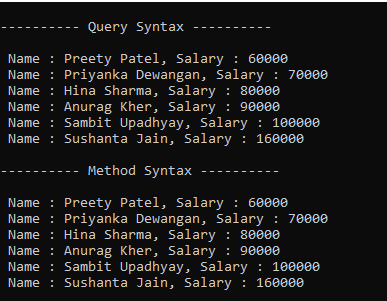 ---------- Query Syntax ----------
Name : Preety Patel, Salary : 60000
Name : Priyanka Dewangan, Salary : 70000
Name : Hina Sharma, Salary : 80000
Name : Anurag Kher, Salary : 90000
Name : Sambit Upadhyay, Salary : 100000
Name : Sushanta Jain, Salary : 160000
---------- Method Syntax ----------
Name : Preety Patel, Salary : 60000
Name : Priyanka Dewangan, Salary : 70000
Name : Hina Sharma, Salary : 80000
Name : Anurag Kher, Salary : 90000
Name : Sambit Upadhyay, Salary : 100000
Name : Sushanta Jain, Salary : 160000